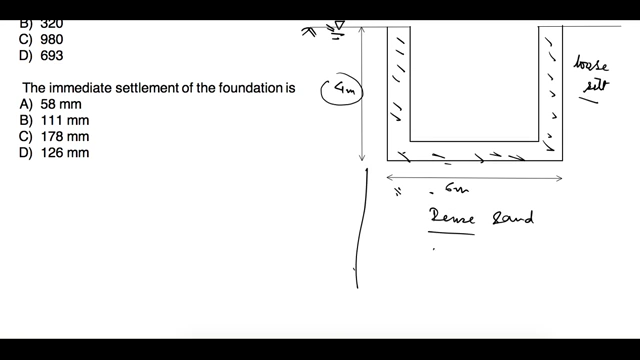 B) 320
C) 980
D) 693
The immediate settlement of the foundation is
A) 58 mm
B) 111 mm
C) 178 mm
D) 126 mm
4m
loose
silt
6m
Dense sand